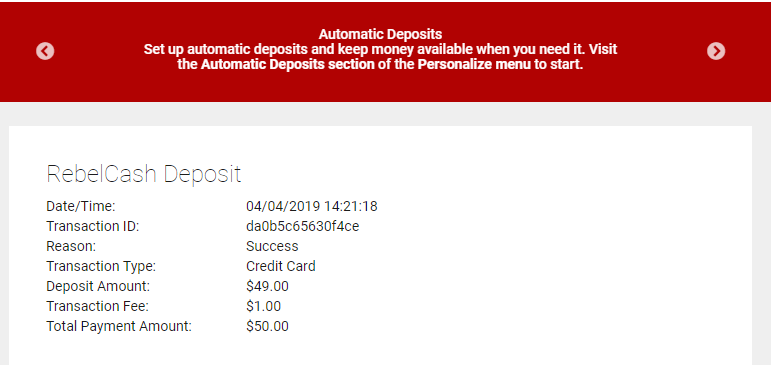 Automatic Deposits
Set up automatic deposits and keep money available when you need it. Visit
the Automatic Deposits section of the Personalize menu to start.
RebelCash Deposit
Date/Time: 04/04/2019 14:21:18
Transaction ID: da0b5c65630f4ce
Reason: Success
Transaction Type: Credit Card
Deposit Amount: $49.00
Transaction Fee: $1.00
Total Payment Amount: $50.00